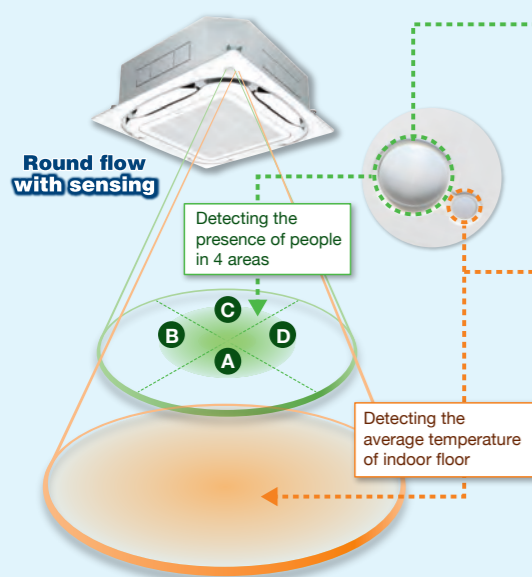 Round flow
with sensing
Detecting the
presence of people
in 4 areas
C
B
D
A
Detecting the
average temperature
of indoor floor